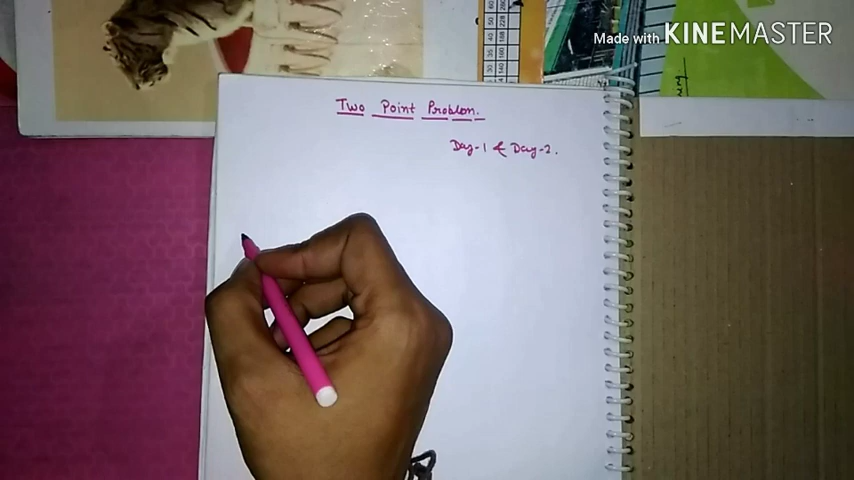 Made with KINEMASTER
Two Point Problem.
Day-1 & Day-2.